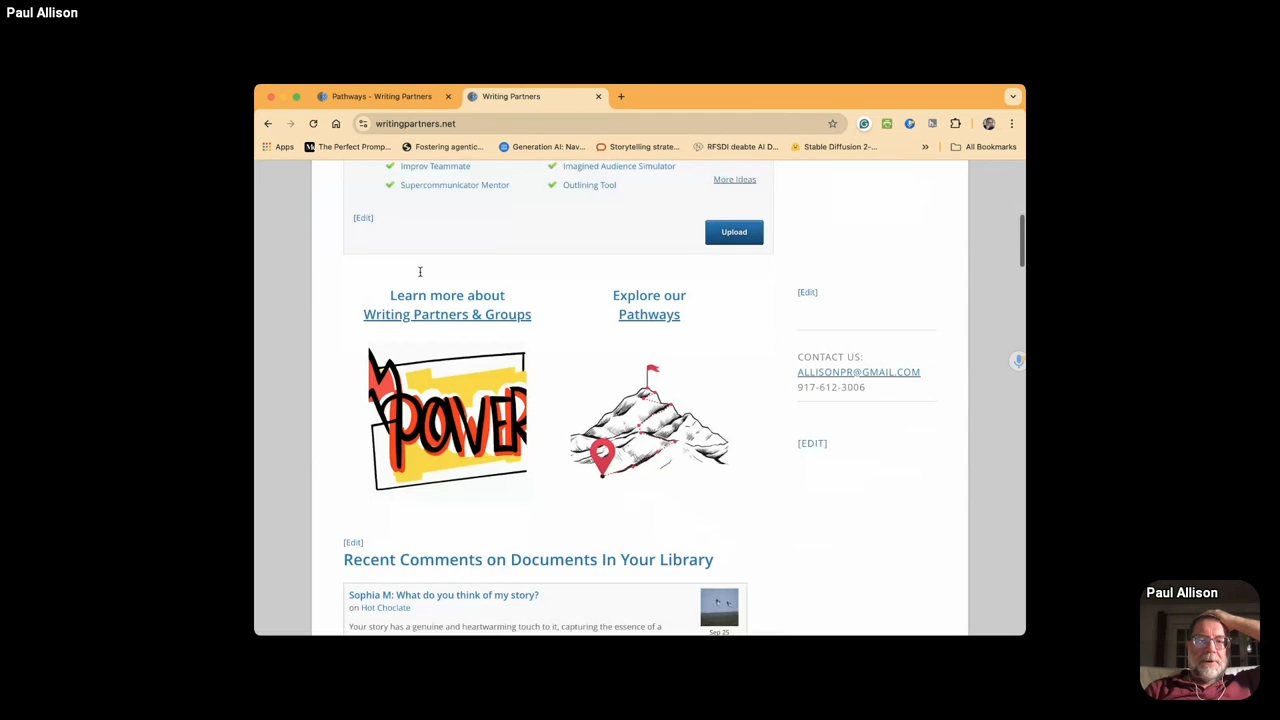 Paul Allison
Pathways - Writing Partners
Writing Partners
writingpartners.net
Apps
The Perfect Promp...
Fostering agentic...
Generation AI: Nav...
Storytelling strate...
RFSDI deabte AI D...
Stable Diffusion 2-...
»
All Bookmarks
Improv Teammate
Imagined Audience Simulator
Supercommunicator Mentor
Outlining Tool
More Ideas
[Edit]
Upload
Learn more about
Writing Partners & Groups
Explore our
Pathways
[Edit]
CONTACT US:
ALLISONPR@GMAIL.COM
917-612-3006
[EDIT]
POWER
[Edit]
Recent Comments on Documents In Your Library
Sophia M: What do you think of my story?
on Hot Choclate
Your story has a genuine and heartwarming touch to it, capturing the essence of a
Sep 25
Paul Allison